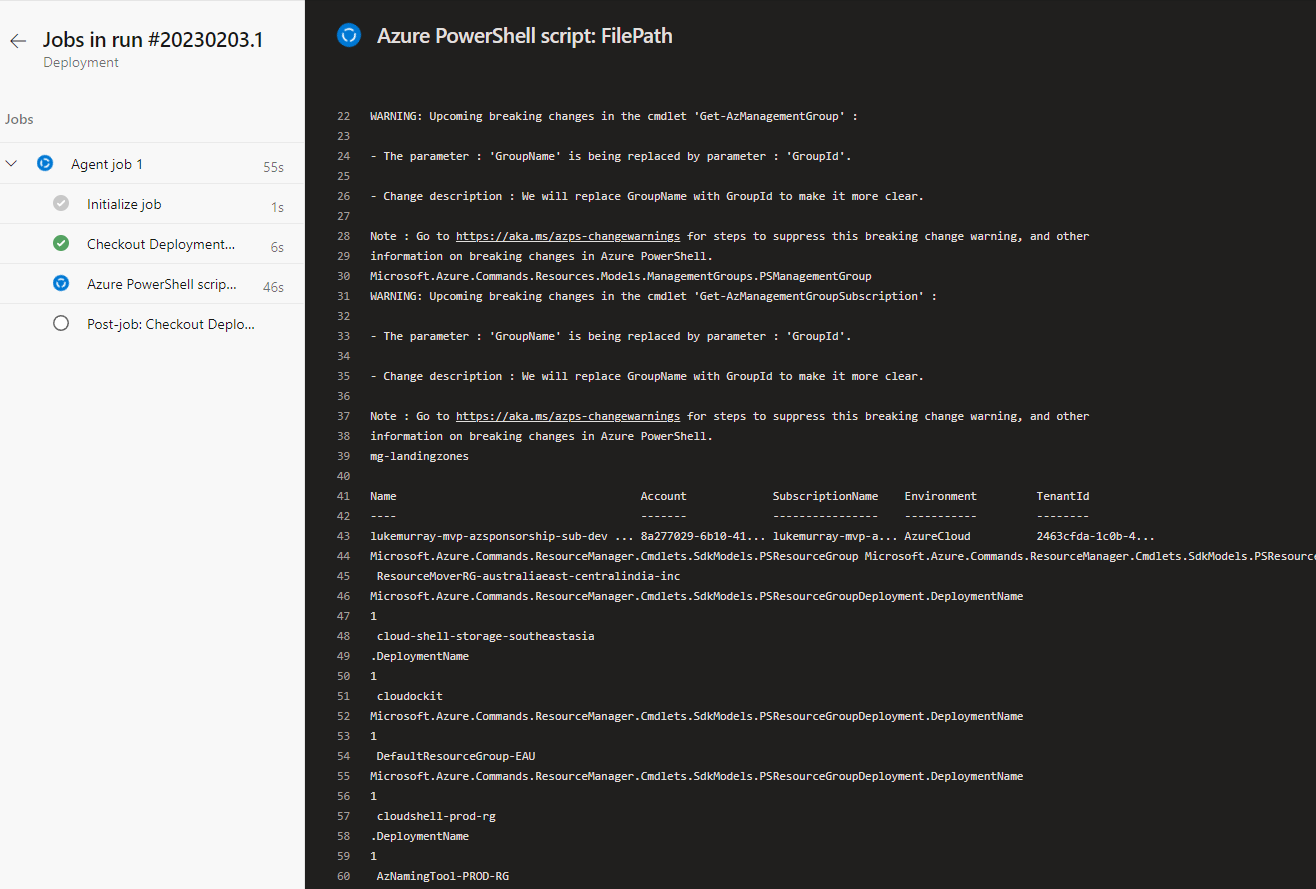 Jobs in run #20230203.1
Deployment
Jobs
Agent job 1 55s
Initialize job 1s
Checkout Deployment... 6s
Azure PowerShell scrip... 46s
Post-job: Checkout Deplo...
Azure PowerShell script: FilePath
22 WARNING: Upcoming breaking changes in the cmdlet 'Get-AzManagementGroup' :
23
24 - The parameter : 'GroupName' is being replaced by parameter : 'GroupId'.
25
26 - Change description : We will replace GroupName with GroupId to make it more clear.
27
28 Note : Go to https://aka.ms/azps-changewarnings for steps to suppress this breaking change warning, and other
29 information on breaking changes in Azure PowerShell.
30 Microsoft.Azure.Commands.Resources.Models.ManagementGroups.PSManagementGroup
31 WARNING: Upcoming breaking changes in the cmdlet 'Get-AzManagementGroupSubscription' :
32
33 - The parameter : 'GroupName' is being replaced by parameter : 'GroupId'.
34
35 - Change description : We will replace GroupName with GroupId to make it more clear.
36
37 Note : Go to https://aka.ms/azps-changewarnings for steps to suppress this breaking change warning, and other
38 information on breaking changes in Azure PowerShell.
39 mg-landingzones
40
41 Name Account SubscriptionName Environment TenantId
42 ---- ------- ---------------- ----------- --------
43 lukemurray-mvp-azsponsorship-sub-dev ... 8a277029-6b10-41... lukemurray-mvp-a... AzureCloud 2463cfda-1c0b-4...
44 Microsoft.Azure.Commands.ResourceManager.Cmdlets.SdkModels.PSResourceGroup Microsoft.Azure.Commands.ResourceManager.Cmdlets.SdkModels.PSResource
45 ResourceMoverRG-australiaeast-centralindia-inc
46 Microsoft.Azure.Commands.ResourceManager.Cmdlets.SdkModels.PSResourceGroupDeployment.DeploymentName
47 1
48 cloud-shell-storage-southeastasia
49 .DeploymentName
50 1
51 cloudockit
52 Microsoft.Azure.Commands.ResourceManager.Cmdlets.SdkModels.PSResourceGroupDeployment.DeploymentName
53 1
54 DefaultResourceGroup-EAU
55 Microsoft.Azure.Commands.ResourceManager.Cmdlets.SdkModels.PSResourceGroupDeployment.DeploymentName
56 1
57 cloudshell-prod-rg
58 .DeploymentName
59 1
60 AzNamingTool-PROD-RG